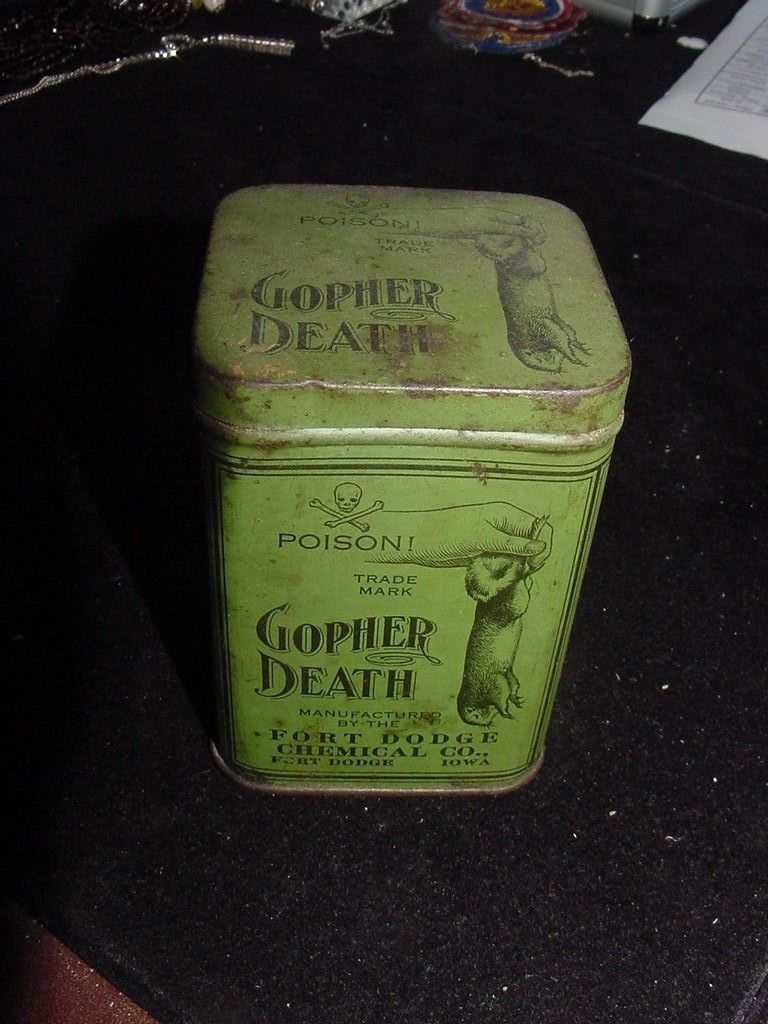 POISON!
TRADE
MARK
GOPHER
DEATH
POISON!
TRADE
MARK
GOPHER
DEATH
MANUFACTURED
BY THE
FORT DODGE
CHEMICAL CO.,
FORT DODGE IOWA